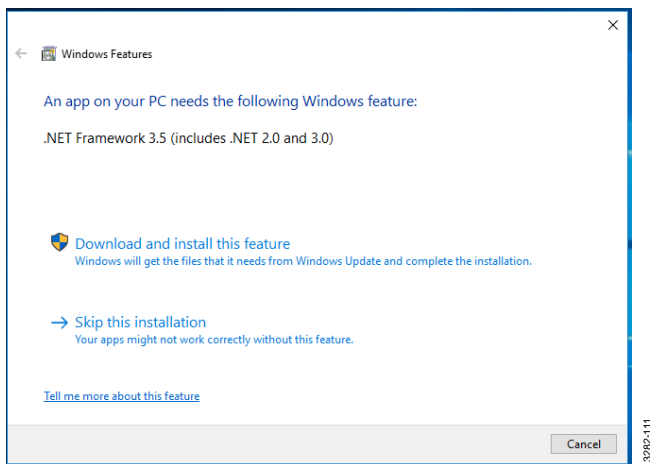 Windows Features
An app on your PC needs the following Windows feature:
.NET Framework 3.5 (includes .NET 2.0 and 3.0)
Download and install this feature
Windows will get the files that it needs from Windows Update and complete the installation.
Skip this installation
Your apps might not work correctly without this feature.
Tell me more about this feature
Cancel
3282-111